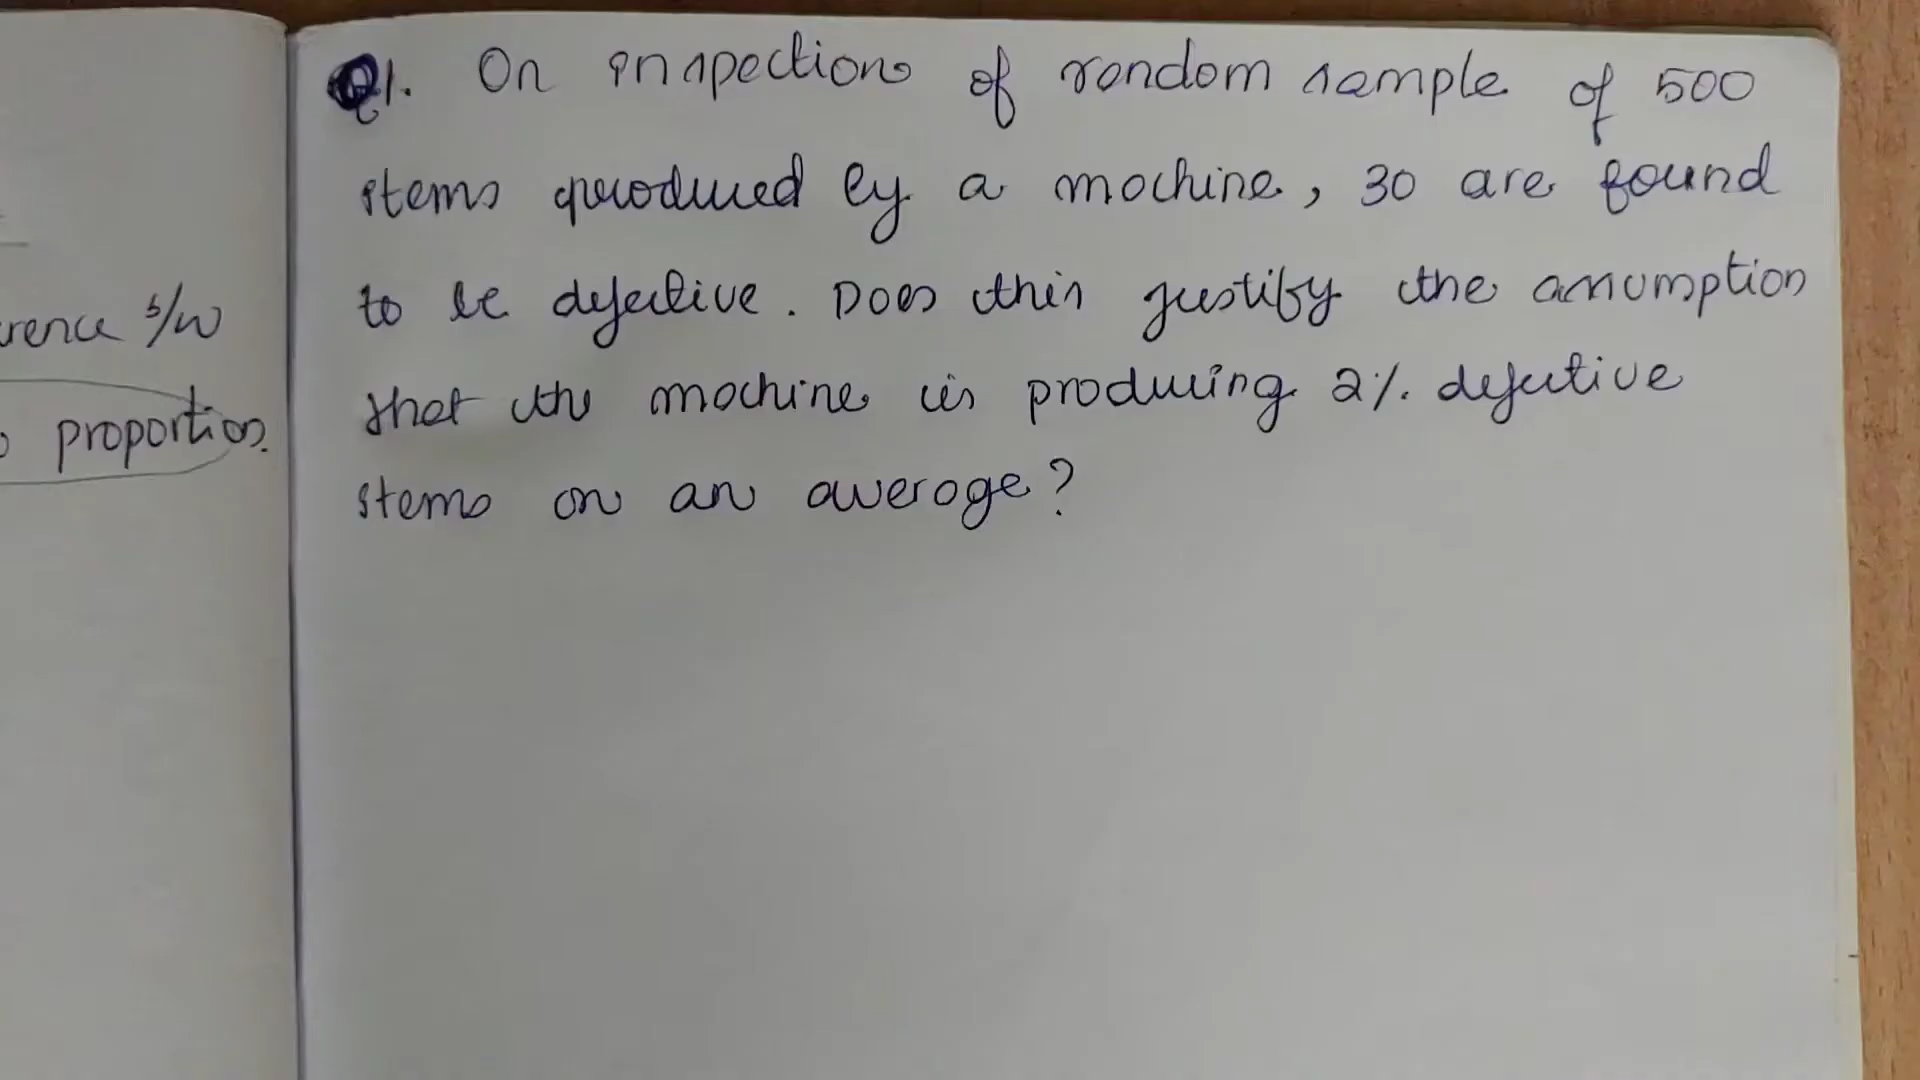 rence b/w
proportion.
Q1. On inspection of random sample of 500
items produced by a machine, 30 are found
to be defective. Does this justify the assumption
that the machine is producing 2% defective
items on an average?